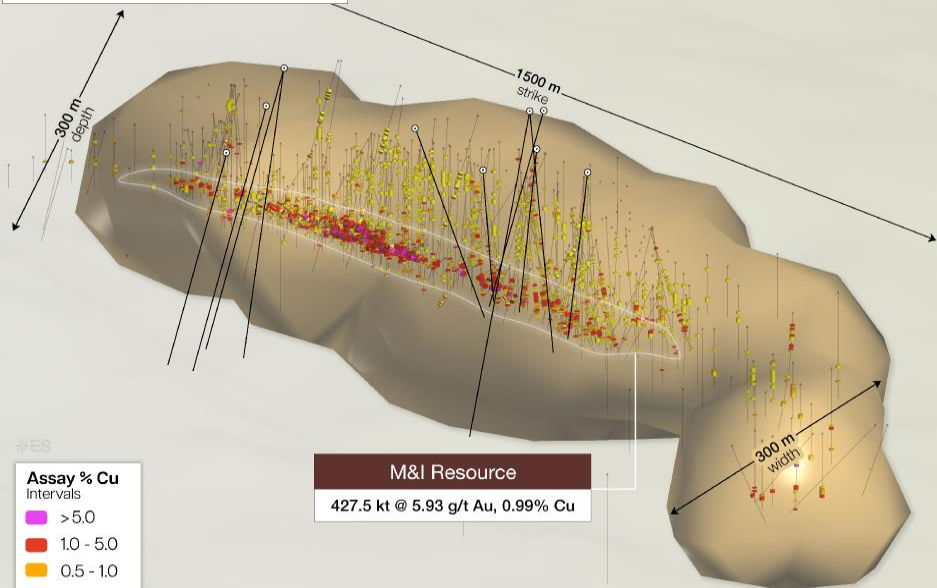 300 m
depth
1500 m
strike
300 m
width
M&I Resource
427.5 kt @ 5.93 g/t Au, 0.99% Cu
ES
Assay % Cu
Intervals
>5.0
1.0 - 5.0
0.5 - 1.0